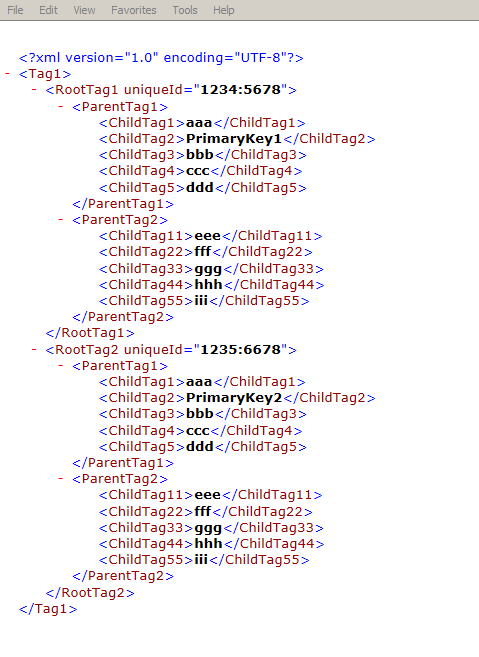 File Edit View Favorites Tools Help
<?xml version="1.0" encoding="UTF-8"?>
- <Tag1>
- <RootTag1 uniqueId="1234:5678">
- <ParentTag1>
<ChildTag1>aaa</ChildTag1>
<ChildTag2>PrimaryKey1</ChildTag2>
<ChildTag3>bbb</ChildTag3>
<ChildTag4>ccc</ChildTag4>
<ChildTag5>ddd</ChildTag5>
</ParentTag1>
- <ParentTag2>
<ChildTag11>eee</ChildTag11>
<ChildTag22>fff</ChildTag22>
<ChildTag33>ggg</ChildTag33>
<ChildTag44>hhh</ChildTag44>
<ChildTag55>iii</ChildTag55>
</ParentTag2>
</RootTag1>
- <RootTag2 uniqueId="1235:6678">
- <ParentTag1>
<ChildTag1>aaa</ChildTag1>
<ChildTag2>PrimaryKey2</ChildTag2>
<ChildTag3>bbb</ChildTag3>
<ChildTag4>ccc</ChildTag4>
<ChildTag5>ddd</ChildTag5>
</ParentTag1>
- <ParentTag2>
<ChildTag11>eee</ChildTag11>
<ChildTag22>fff</ChildTag22>
<ChildTag33>ggg</ChildTag33>
<ChildTag44>hhh</ChildTag44>
<ChildTag55>iii</ChildTag55>
</ParentTag2>
</RootTag2>
</Tag1>